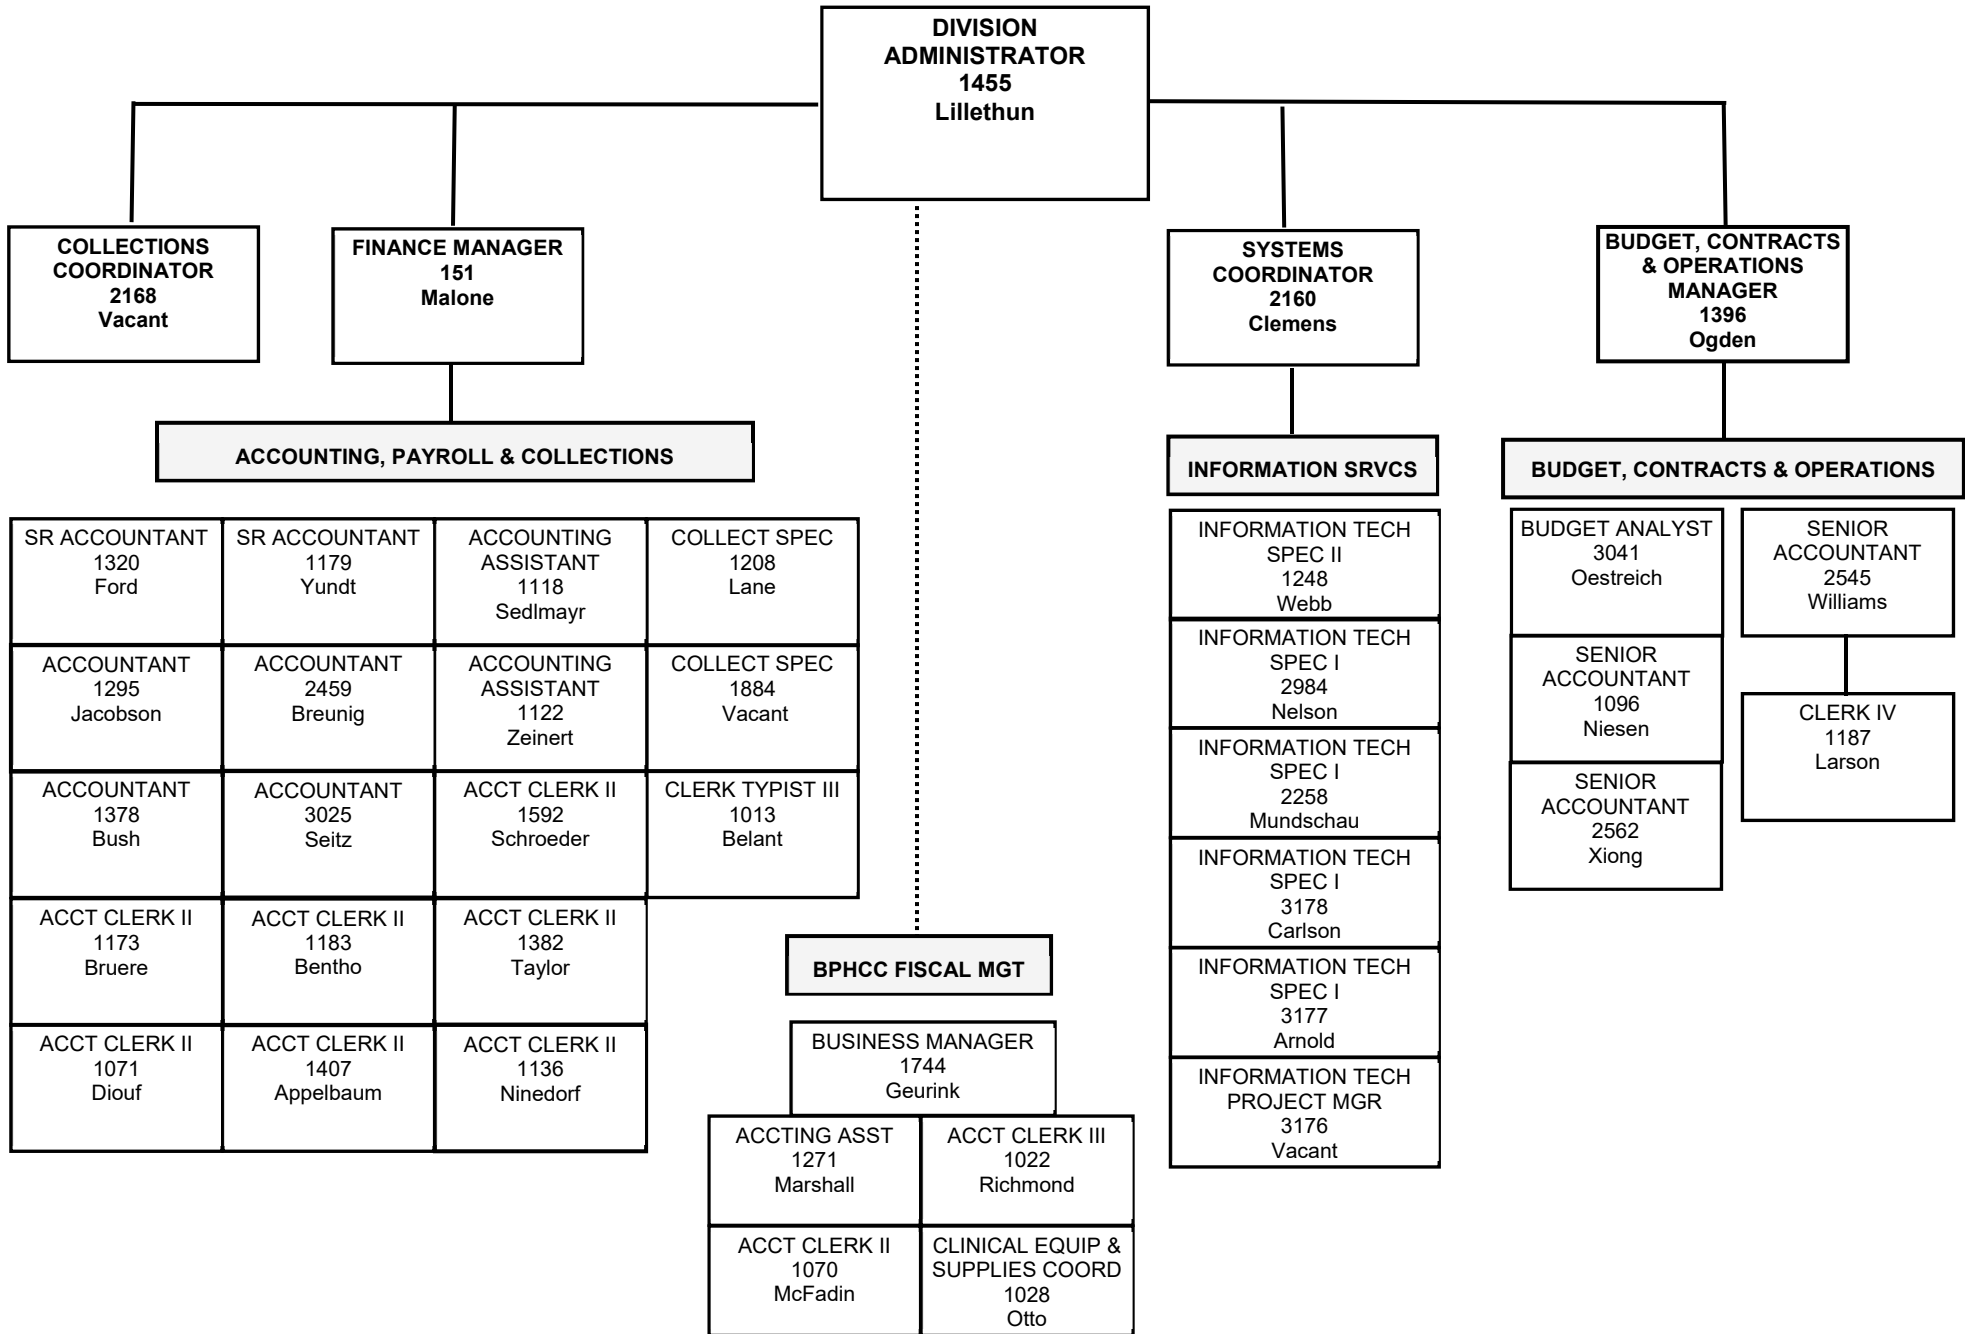 DIVISION
ADMINISTRATOR
1455
Lillethun
COLLECTIONS
COORDINATOR
2168
Vacant
FINANCE MANAGER
151
Malone
SYSTEMS
COORDINATOR
2160
Clemens
BUDGET, CONTRACTS
& OPERATIONS
MANAGER
1396
Ogden
ACCOUNTING, PAYROLL & COLLECTIONS
INFORMATION SRVCS
BUDGET, CONTRACTS & OPERATIONS
SR ACCOUNTANT
1320
Ford
SR ACCOUNTANT
1179
Yundt
ACCOUNTING
ASSISTANT
1118
Sedlmayr
COLLECT SPEC
1208
Lane
ACCOUNTANT
1295
Jacobson
ACCOUNTANT
2459
Breunig
ACCOUNTING
ASSISTANT
1122
Zeinert
COLLECT SPEC
1884
Vacant
ACCOUNTANT
1378
Bush
ACCOUNTANT
3025
Seitz
ACCT CLERK II
1592
Schroeder
CLERK TYPIST III
1013
Belant
ACCT CLERK II
1173
Bruere
ACCT CLERK II
1183
Bentho
ACCT CLERK II
1382
Taylor
ACCT CLERK II
1071
Diouf
ACCT CLERK II
1407
Appelbaum
ACCT CLERK II
1136
Ninedorf
BPHCC FISCAL MGT
BUSINESS MANAGER
1744
Geurink
ACCTING ASST
1271
Marshall
ACCT CLERK III
1022
Richmond
ACCT CLERK II
1070
McFadin
CLINICAL EQUIP &
SUPPLIES COORD
1028
Otto
INFORMATION TECH
SPEC II
1248
Webb
INFORMATION TECH
SPEC I
2984
Nelson
INFORMATION TECH
SPEC I
2258
Mundschau
INFORMATION TECH
SPEC I
3178
Carlson
INFORMATION TECH
SPEC I
3177
Arnold
INFORMATION TECH
PROJECT MGR
3176
Vacant
BUDGET ANALYST
3041
Oestreich
SENIOR
ACCOUNTANT
1096
Niesen
SENIOR
ACCOUNTANT
2562
Xiong
SENIOR
ACCOUNTANT
2545
Williams
CLERK IV
1187
Larson